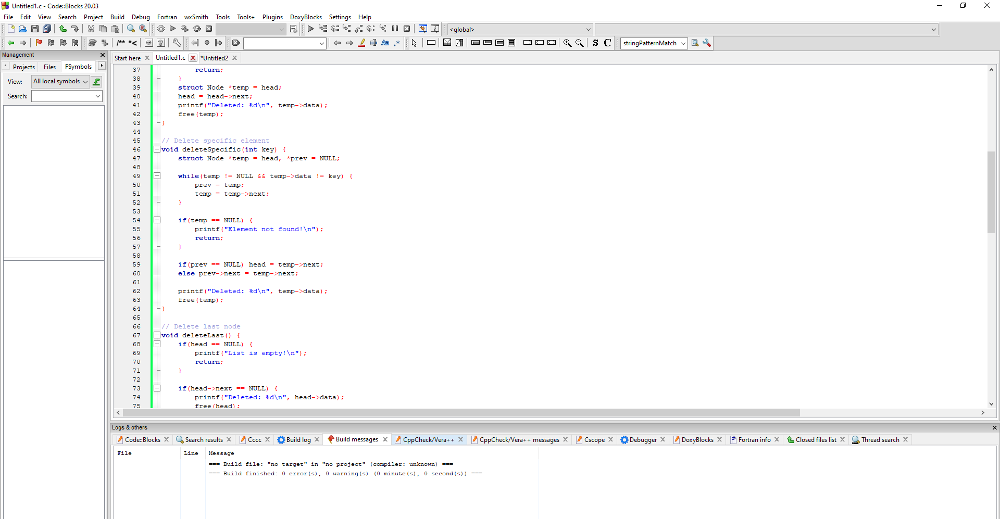 Untitled1.c - Code::Blocks 20.03
File Edit View Search Project Build Debug Fortran wxSmith Tools Tools+ Plugins DoxyBlocks Settings Help
<global>
/** *<
Aa .*
S C
stringPatternMatch
Management
Projects Files FSymbols
View: All local symbols
Search:
Start here Untitled1.c *Untitled2
37 return;
38 }
39 struct Node *temp = head;
40 head = head->next;
41 printf("Deleted: %d\n", temp->data);
42 free(temp);
43 }
44
45 // Delete specific element
46 void deleteSpecific(int key) {
47 struct Node *temp = head, *prev = NULL;
48
49 while(temp != NULL && temp->data != key) {
50 prev = temp;
51 temp = temp->next;
52 }
53
54 if(temp == NULL) {
55 printf("Element not found!\n");
56 return;
57 }
58
59 if(prev == NULL) head = temp->next;
60 else prev->next = temp->next;
61
62 printf("Deleted: %d\n", temp->data);
63 free(temp);
64 }
65
66 // Delete last node
67 void deleteLast() {
68 if(head == NULL) {
69 printf("List is empty!\n");
70 return;
71 }
72
73 if(head->next == NULL) {
74 printf("Deleted: %d\n", head->data);
75 free(head);
Logs & others
Code::Blocks Search results Cccc Build log Build messages CppCheck/Vera++ CppCheck/Vera++ messages Cscope Debugger DoxyBlocks Fortran info Closed files list Thread search
File Line Message
=== Build file: "no target" in "no project" (compiler: unknown) ===
=== Build finished: 0 error(s), 0 warning(s) (0 minute(s), 0 second(s)) ===